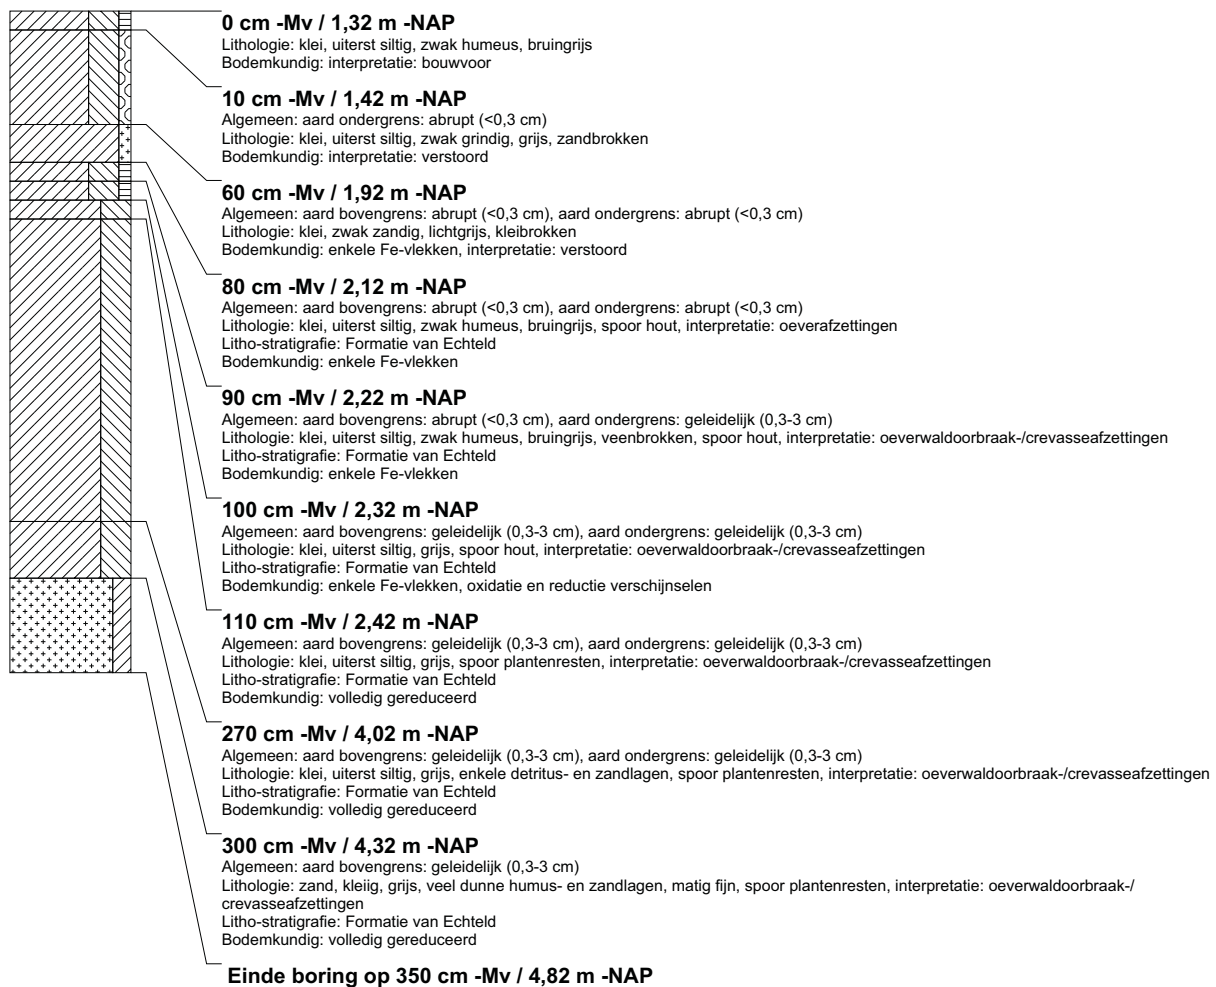 0 cm -Mv / 1,32 m -NAP
Lithologie: klei, uiterst siltig, zwak humeus, bruingrijs
Bodemkundig: interpretatie: bouwvoor
10 cm -Mv / 1,42 m -NAP
Algemeen: aard ondergrens: abrupt (<0,3 cm)
Lithologie: klei, uiterst siltig, zwak grindig, grijs, zandbrokken
Bodemkundig: interpretatie: verstoord
60 cm -Mv / 1,92 m -NAP
Algemeen: aard bovengrens: abrupt (<0,3 cm), aard ondergrens: abrupt (<0,3 cm)
Lithologie: klei, zwak zandig, lichtgrijs, kleibrokken
Bodemkundig: enkele Fe-vlekken, interpretatie: verstoord
80 cm -Mv / 2,12 m -NAP
Algemeen: aard bovengrens: abrupt (<0,3 cm), aard ondergrens: abrupt (<0,3 cm)
Lithologie: klei, uiterst siltig, zwak humeus, bruingrijs, spoor hout, interpretatie: oeverafzettingen
Litho-stratigrafie: Formatie van Echteld
Bodemkundig: enkele Fe-vlekken
90 cm -Mv / 2,22 m -NAP
Algemeen: aard bovengrens: abrupt (<0,3 cm), aard ondergrens: geleidelijk (0,3-3 cm)
Lithologie: klei, uiterst siltig, zwak humeus, bruingrijs, veenbrokken, spoor hout, interpretatie: oeverwaldoorbraak-/crevasseafzettingen
Litho-stratigrafie: Formatie van Echteld
Bodemkundig: enkele Fe-vlekken
100 cm -Mv / 2,32 m -NAP
Algemeen: aard bovengrens: geleidelijk (0,3-3 cm), aard ondergrens: geleidelijk (0,3-3 cm)
Lithologie: klei, uiterst siltig, grijs, spoor hout, interpretatie: oeverwaldoorbraak-/crevasseafzettingen
Litho-stratigrafie: Formatie van Echteld
Bodemkundig: enkele Fe-vlekken, oxidatie en reductie verschijnselen
110 cm -Mv / 2,42 m -NAP
Algemeen: aard bovengrens: geleidelijk (0,3-3 cm), aard ondergrens: geleidelijk (0,3-3 cm)
Lithologie: klei, uiterst siltig, grijs, spoor plantenresten, interpretatie: oeverwaldoorbraak-/crevasseafzettingen
Litho-stratigrafie: Formatie van Echteld
Bodemkundig: volledig gereduceerd
270 cm -Mv / 4,02 m -NAP
Algemeen: aard bovengrens: geleidelijk (0,3-3 cm), aard ondergrens: geleidelijk (0,3-3 cm)
Lithologie: klei, uiterst siltig, grijs, enkele detritus- en zandlagen, spoor plantenresten, interpretatie: oeverwaldoorbraak-/crevasseafzettingen
Litho-stratigrafie: Formatie van Echteld
Bodemkundig: volledig gereduceerd
300 cm -Mv / 4,32 m -NAP
Algemeen: aard bovengrens: geleidelijk (0,3-3 cm)
Lithologie: zand, kleiig, grijs, veel dunne humus- en zandlagen, matig fijn, spoor plantenresten, interpretatie: oeverwaldoorbraak-/
crevasseafzettingen
Litho-stratigrafie: Formatie van Echteld
Bodemkundig: volledig gereduceerd
Einde boring op 350 cm -Mv / 4,82 m -NAP